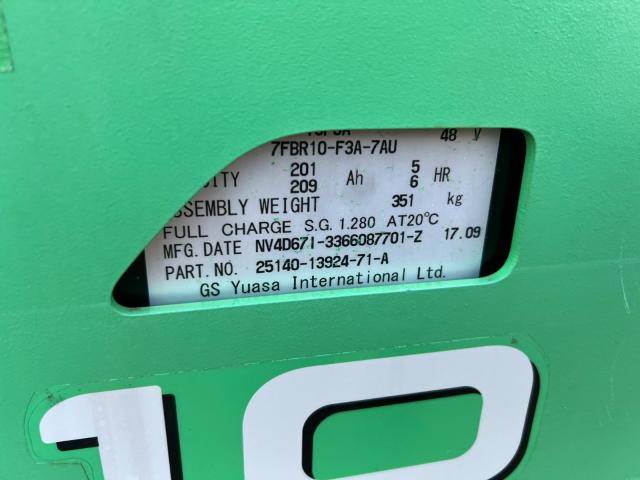 48 V
7FBR10-F3A-7AU
201 5
ITY Ah HR
209 6
SSEMBLY WEIGHT 351 kg
FULL CHARGE S.G. 1.280 AT20℃
MFG. DATE NV4D671-3366087701-Z 17.09
PART. NO. 25140-13924-71-A
GS Yuasa International Ltd.
10